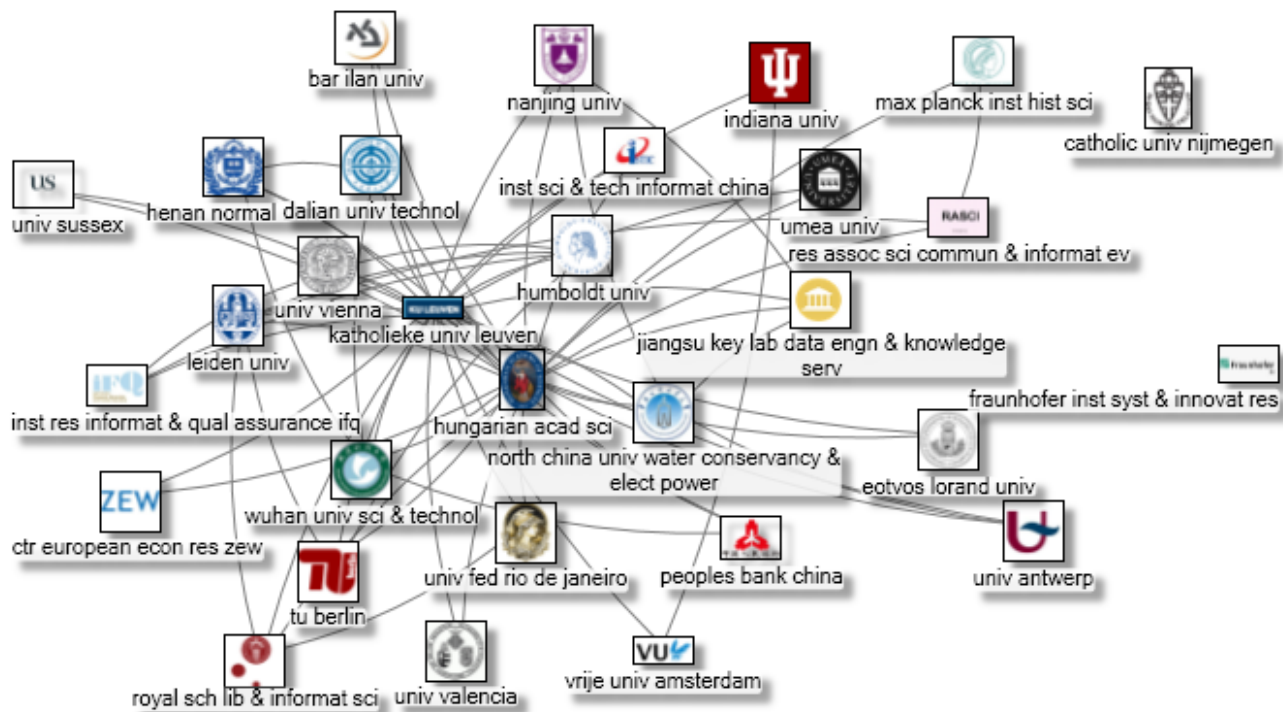 bar ilan univ
nanjing univ
indiana univ
max planck inst hist sci
catholic univ nijmegen
US
univ sussex
henan normal
dalian univ technol
inst sci & tech informat china
umea univ
RASCI
res assoc sci commun & informat ev
univ vienna
humboldt univ
KU LEUVEN
katholieke univ leuven
leiden univ
jiangsu key lab data engn & knowledge
serv
Fraunhofer
fraunhofer inst syst & innovat res
iFQ
inst res informat & qual assurance ifq
hungarian acad sci
north china univ water conservancy &
elect power
eotvos lorand univ
ZEW
ctr european econ res zew
wuhan univ sci & technol
univ fed rio de janeiro
peoples bank china
univ antwerp
tu berlin
royal sch lib & informat sci
univ valencia
VU
vrije univ amsterdam